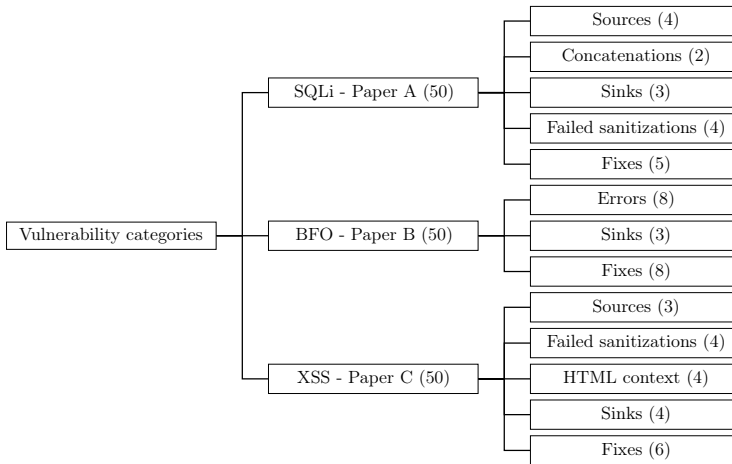 Vulnerability categories
SQLi - Paper A (50)
Sources (4)
Concatenations (2)
Sinks (3)
Failed sanitizations (4)
Fixes (5)
BFO - Paper B (50)
Errors (8)
Sinks (3)
Fixes (8)
XSS - Paper C (50)
Sources (3)
Failed sanitizations (4)
HTML context (4)
Sinks (4)
Fixes (6)